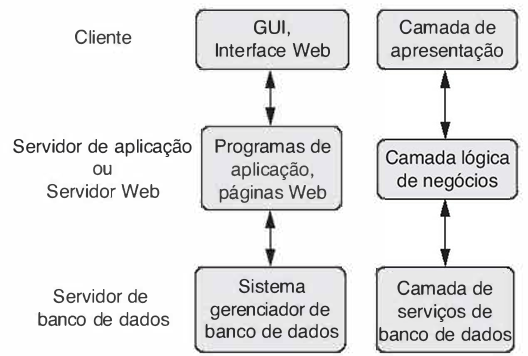 Cliente
GUI,
Interface Web
Camada de
apresentação
Servidor de aplicação
ou
Servidor Web
Programas de
aplicação,
páginas Web
Camada lógica
de negócios
Servidor de
banco de dados
Sistema
gerenciador de
banco de dados
Camada de
serviços de
banco de dados